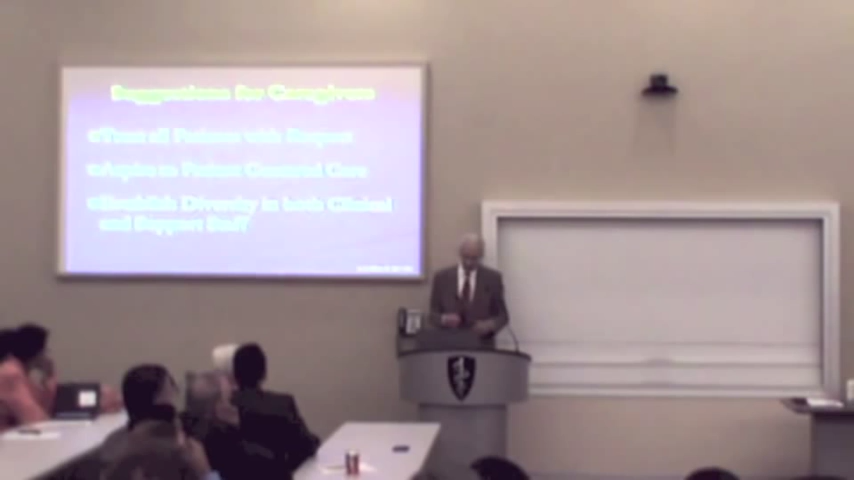 Suggestions for Caregivers
Treat all Patients with Respect
Aspire to Patient Centered Care
Establish Diversity in both Clinical
and Support Staff